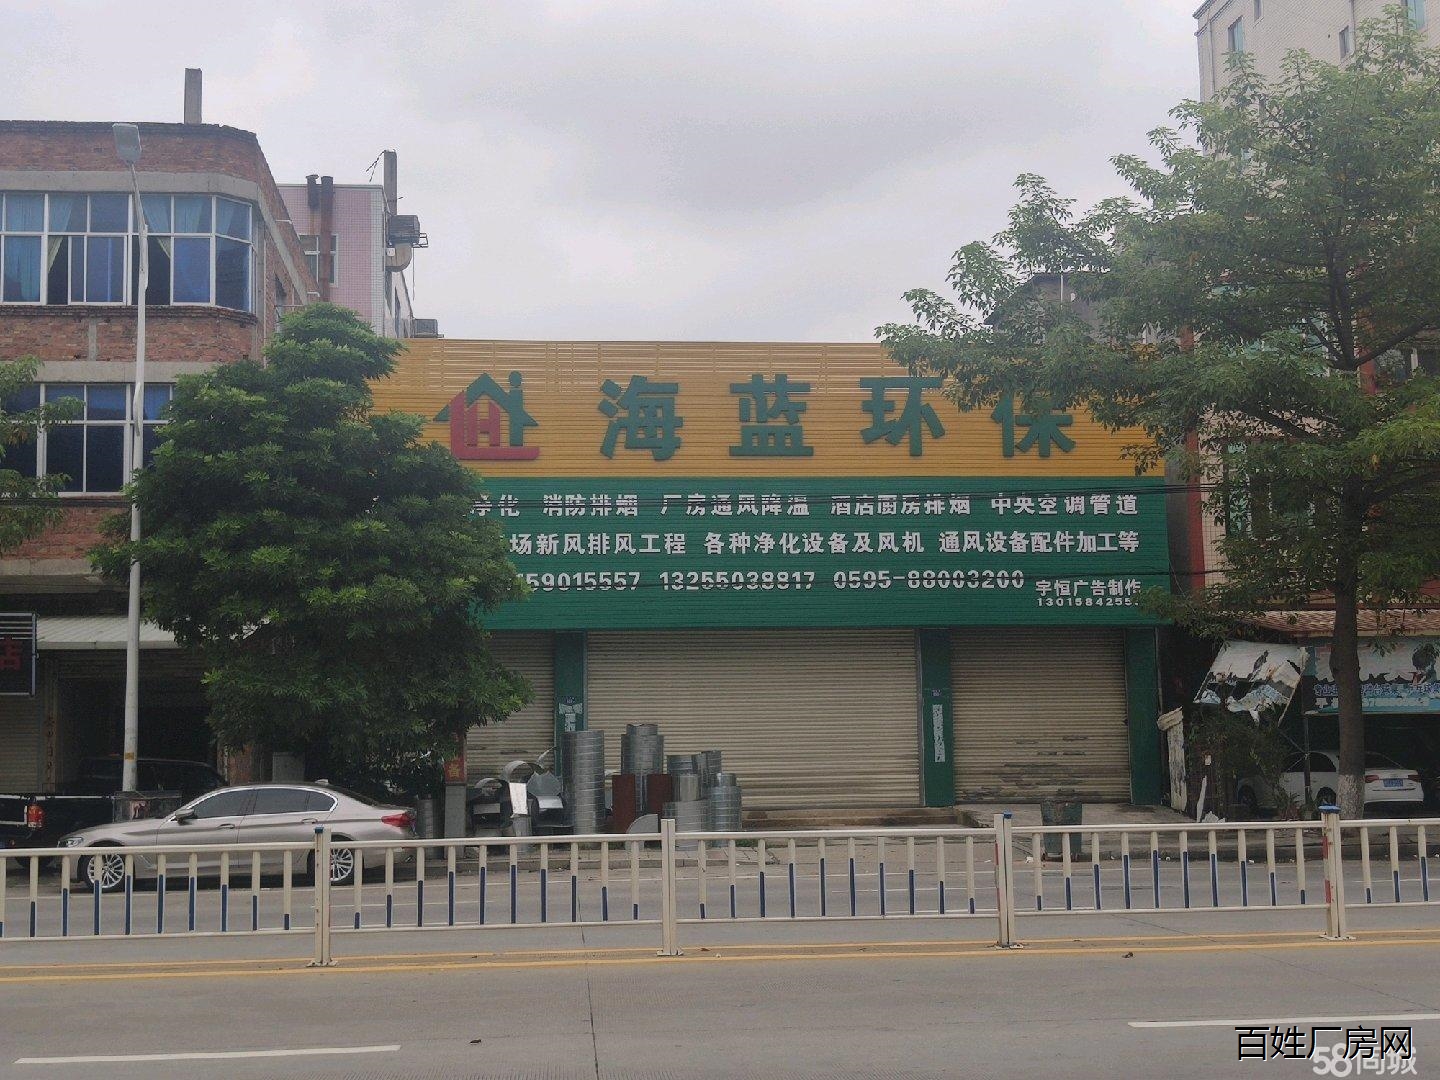 海蓝环保
净化 消防排烟 厂房通风降温 酒店厨房排烟 中央空调管道
场新风排风工程 各种净化设备及风机 通风设备配件加工等
59015557 13255038817 0595-88003200
宇恒广告制作
1301584255
店
百姓厂房网
58同城